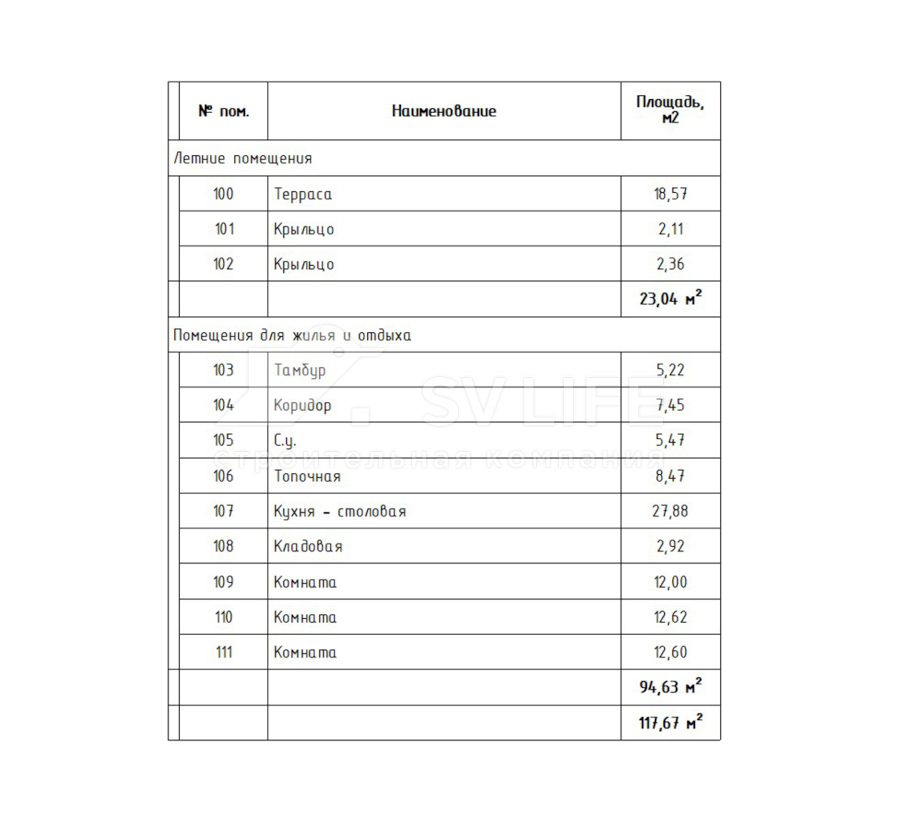 № пом. Наименование Площадь,
м2
Летние помещения
100 Терраса 18,57
101 Крыльцо 2,11
102 Крыльцо 2,36
23,04 м²
Помещения для жилья и отдыха
103 Тамбур 5,22
SV LIFE
104 Коридор 7,45
105 С.у. 5,47
строительная компания
106 Топочная 8,47
107 Кухня - столовая 27,88
108 Кладовая 2,92
109 Комната 12,00
110 Комната 12,62
111 Комната 12,60
94,63 м²
117,67 м²